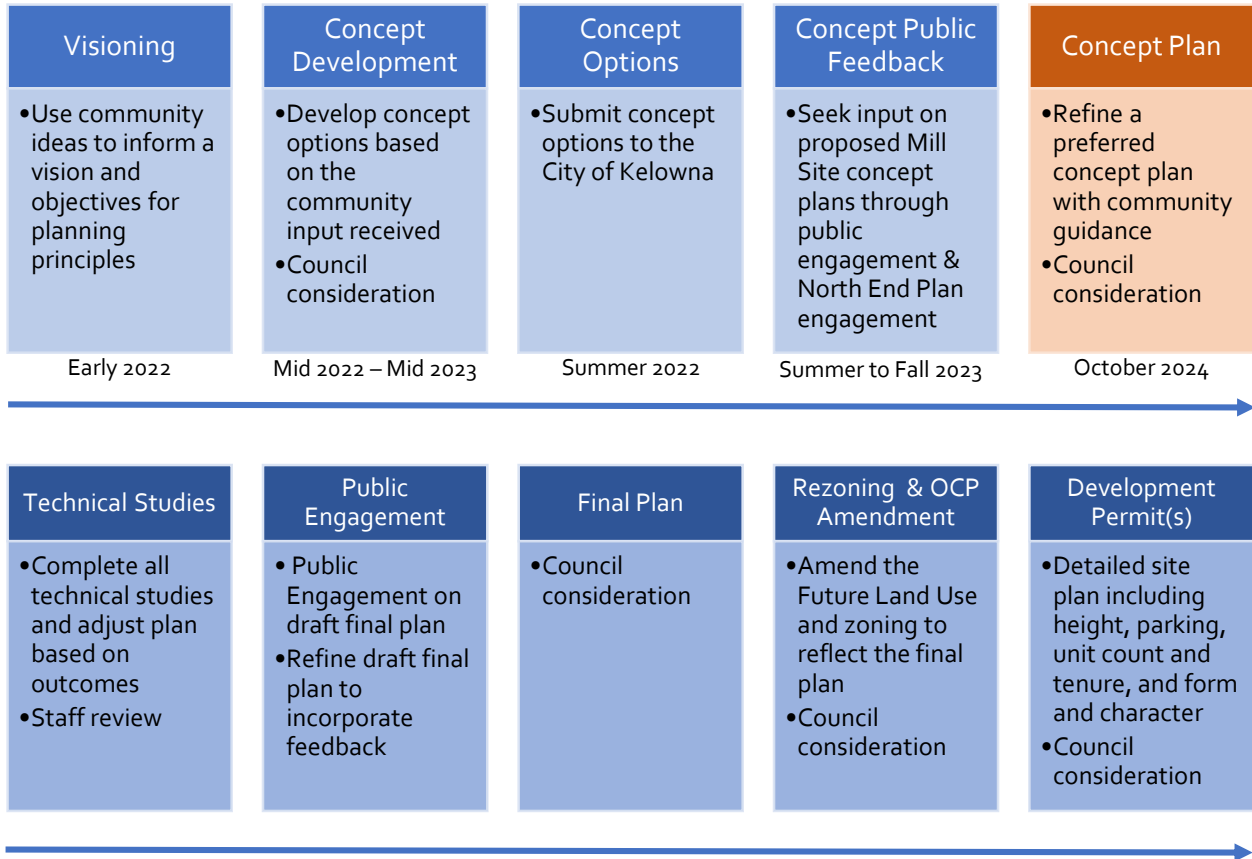 Visioning
•Use community
ideas to inform a
vision and
objectives for
planning
principles
Early 2022
Concept
Development
•Develop concept
options based
on the
community
input received
•Council
consideration
Mid 2022 – Mid 2023
Concept
Options
•Submit concept
options to the
City of Kelowna
Summer 2022
Concept Public
Feedback
•Seek input on
proposed Mill
Site concept
plans through
public
engagement &
North End Plan
engagement
Summer to Fall 2023
Concept Plan
•Refine a
preferred
concept plan
with community
guidance
•Council
consideration
October 2024
Technical Studies
•Complete all
technical studies
and adjust plan
based on
outcomes
•Staff review
Public
Engagement
• Public
Engagement on
draft final plan
•Refine draft final
plan to
incorporate
feedback
Final Plan
•Council
consideration
Rezoning & OCP
Amendment
•Amend the
Future Land Use
and zoning to
reflect the final
plan
•Council
consideration
Development
Permit(s)
•Detailed site
plan including
height, parking,
unit count and
tenure, and form
and character
•Council
consideration